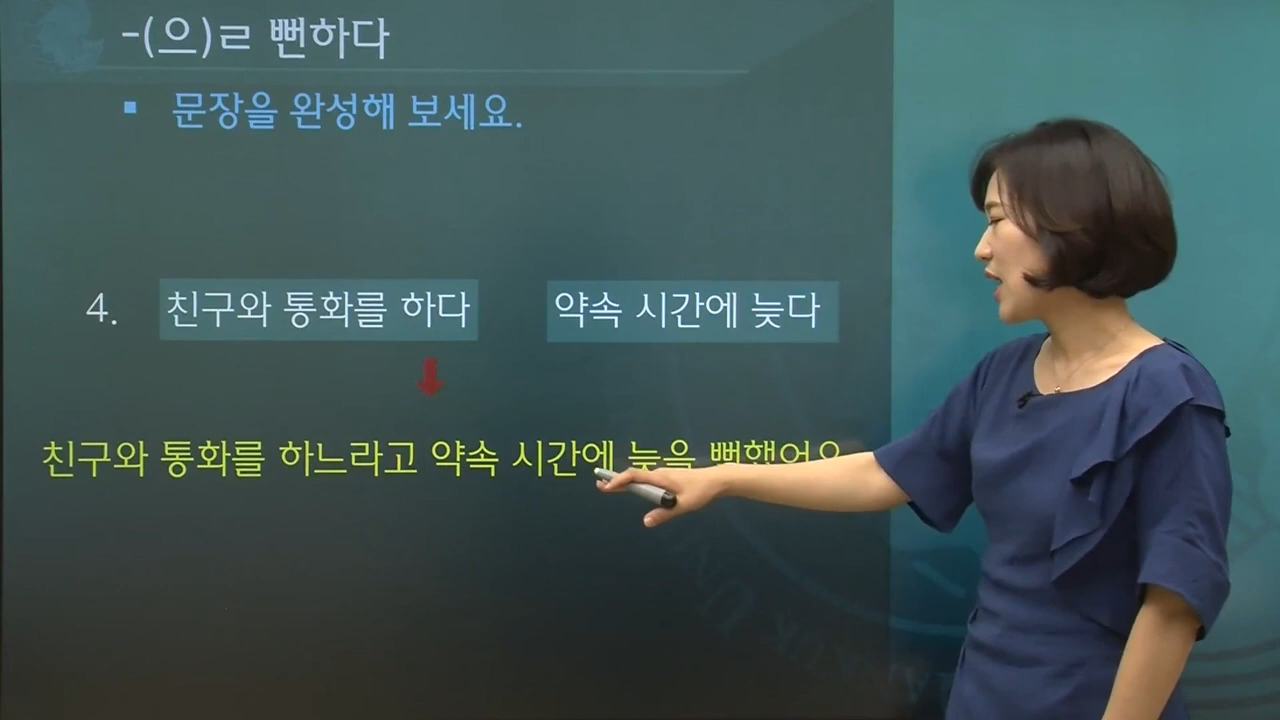 -(으)ㄹ 뻔하다
▪ 문장을 완성해 보세요.
4. 친구와 통화를 하다 약속 시간에 늦다
친구와 통화를 하느라고 약속 시간에 늦을 뻔했어요